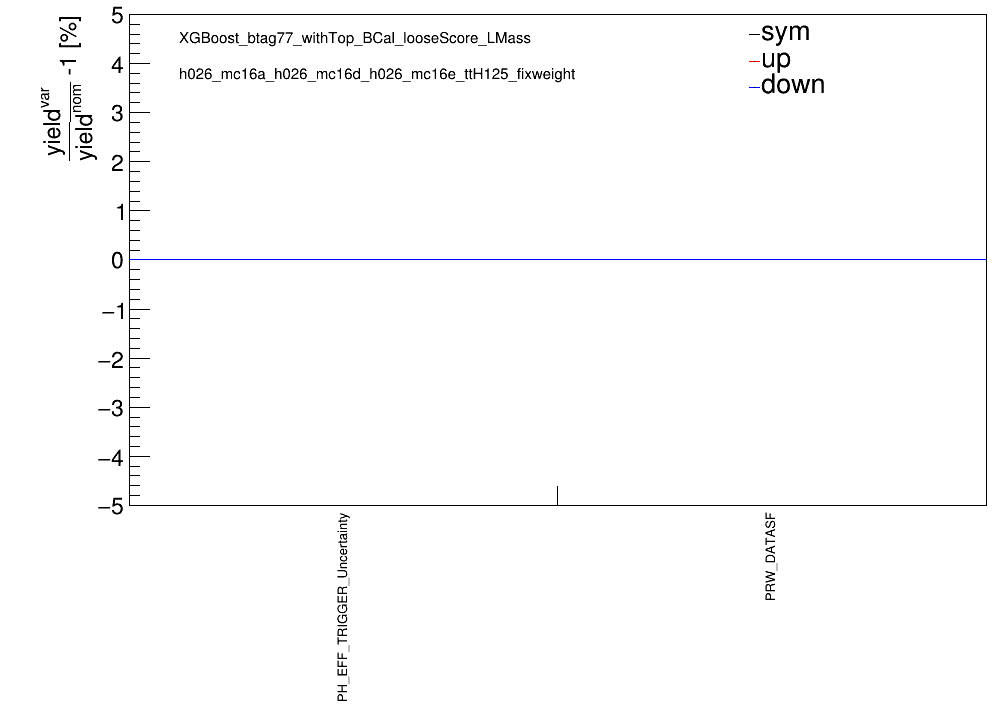 yield^var / yield^nom -1 [%]
5
4
3
2
1
0
−1
−2
−3
−4
−5
XGBoost_btag77_withTop_BCal_looseScore_LMass
h026_mc16a_h026_mc16d_h026_mc16e_ttH125_fixweight
sym
up
down
PH_EFF_TRIGGER_Uncertainty
PRW_DATASF